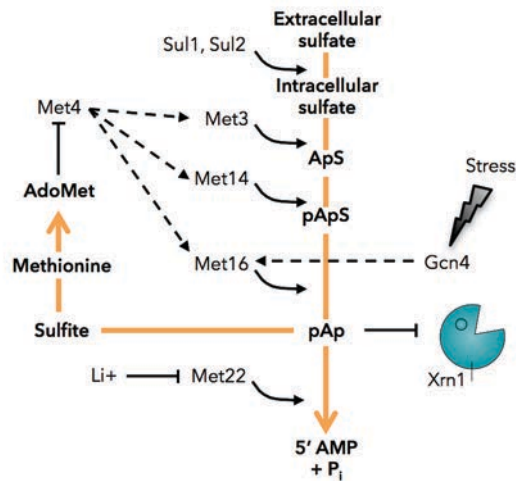 Extracellular
sulfate
Sul1, Sul2
Intracellular
sulfate
Met4
Met3
ApS
Stress
AdoMet
Met14
pApS
Methionine
Met16
Gcn4
Sulfite
pAp
Xrn1
Li+
Met22
5' AMP
+ Pi